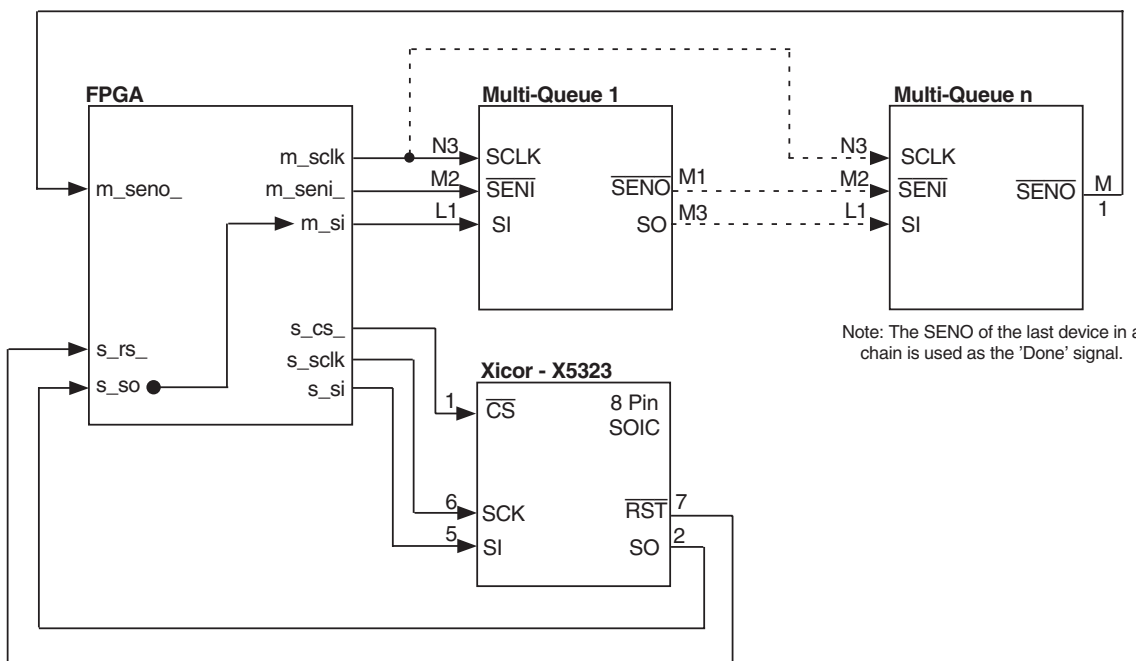 FPGA
m_seno_
m_sclk
m_seni_
m_si
s_rs_
s_so
s_cs_
s_sclk
s_si
Multi-Queue 1
N3
SCLK
M2
SENI
L1
SI
SENO
M1
SO
M3
Multi-Queue n
N3
SCLK
M2
SENI
L1
SI
SENO
M
1
Note: The SENO of the last device in a
chain is used as the 'Done' signal.
Xicor - X5323
8 Pin
SOIC
1
CS
6
SCK
5
SI
RST
7
SO
2